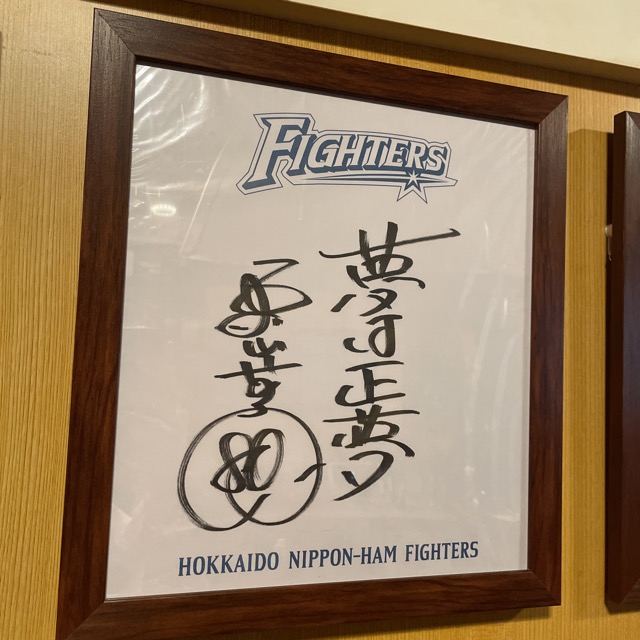 FIGHTERS
夢は正夢
80
HOKKAIDO NIPPON-HAM FIGHTERS